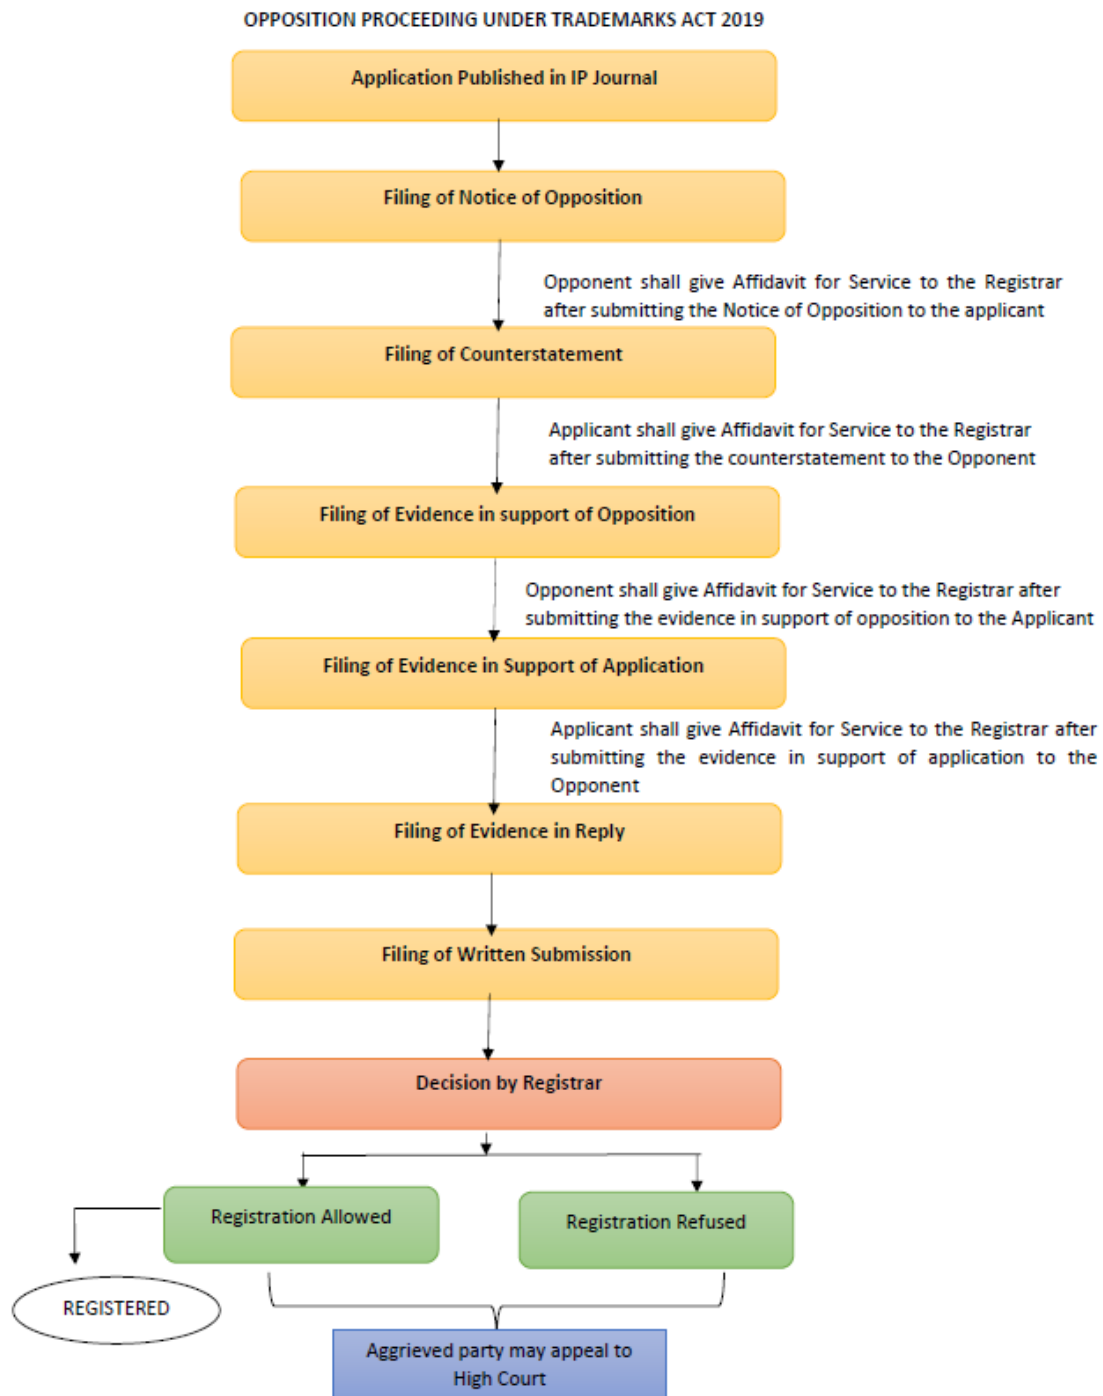 OPPOSITION PROCEEDING UNDER TRADEMARKS ACT 2019
Application Published in IP Journal
Filing of Notice of Opposition
Opponent shall give Affidavit for Service to the Registrar
after submitting the Notice of Opposition to the applicant
Filing of Counterstatement
Applicant shall give Affidavit for Service to the Registrar
after submitting the counterstatement to the Opponent
Filing of Evidence in support of Opposition
Opponent shall give Affidavit for Service to the Registrar after
submitting the evidence in support of opposition to the Applicant
Filing of Evidence in Support of Application
Applicant shall give Affidavit for Service to the Registrar after
submitting the evidence in support of application to the
Opponent
Filing of Evidence in Reply
Filing of Written Submission
Decision by Registrar
Registration Allowed
Registration Refused
REGISTERED
Aggrieved party may appeal to
High Court